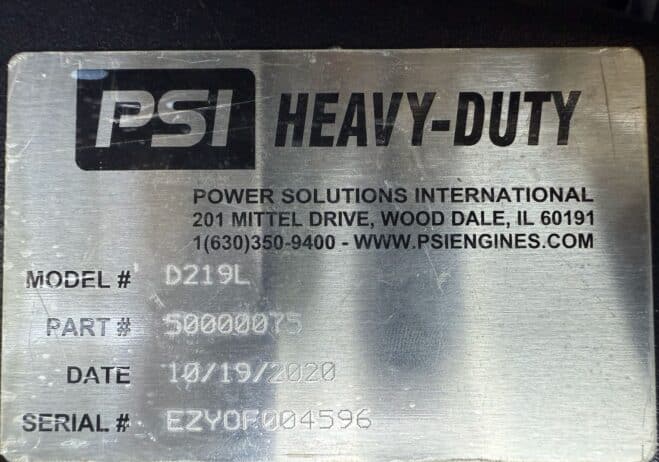 PSI HEAVY-DUTY
POWER SOLUTIONS INTERNATIONAL
201 MITTEL DRIVE, WOOD DALE, IL 60191
1(630)350-9400 - WWW.PSIENGINES.COM
MODEL # D219L
PART # 50000075
DATE 10/19/2020
SERIAL # EZYOF004596